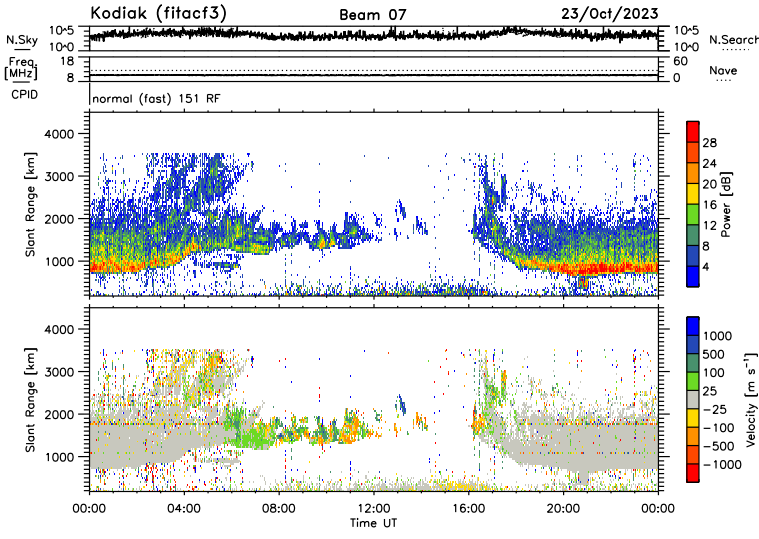 Kodiak (fitacf3) Beam 07 23/Oct/2023
N.Sky 10^5 10^0 10^5 10^0 N.Search
Freq. [MHz] 18 8 60 0 Nave
CPID normal (fast) 151 RF
Slant Range [km] 4000 3000 2000 1000
Power [dB] 28 24 20 16 12 8 4
Slant Range [km] 4000 3000 2000 1000
Velocity [m s⁻¹] 1000 500 100 25 −25 −100 −500 −1000
00:00 04:00 08:00 12:00 16:00 20:00 00:00
Time UT